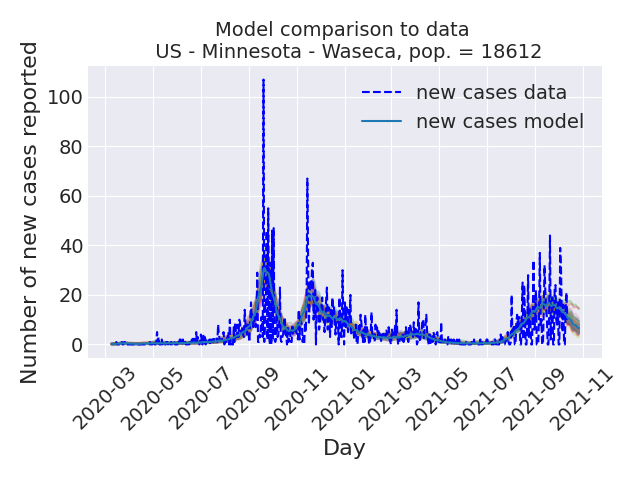 Model comparison to data
US - Minnesota - Waseca, pop. = 18612
Number of new cases reported
100
80
60
40
20
0
new cases data
new cases model
2020-03
2020-05
2020-07
2020-09
2020-11
2021-01
2021-03
2021-05
2021-07
2021-09
2021-11
Day